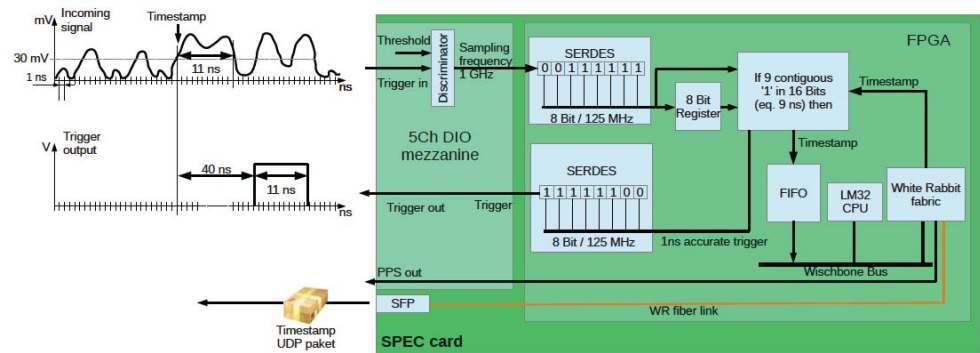 mV
Incoming
signal
Timestamp
30 mV
1 ns
11 ns
ns
Trigger
output
V
40 ns
11 ns
ns
Threshold
Trigger in
Discriminator
Sampling
frequency
1 GHz
5Ch DIO
mezzanine
SERDES
0 0 1 1 1 1 1 1
8 Bit / 125 MHz
8 Bit
Register
FPGA
If 9 contiguous
'1' in 16 Bits
(eq. 9 ns) then
Timestamp
Timestamp
SERDES
1 1 1 1 1 1 0 0
8 Bit / 125 MHz
Trigger out
Trigger
1ns accurate trigger
FIFO
LM32
CPU
White Rabbit
fabric
Wischbone Bus
PPS out
SFP
WR fiber link
Timestamp
UDP paket
SPEC card